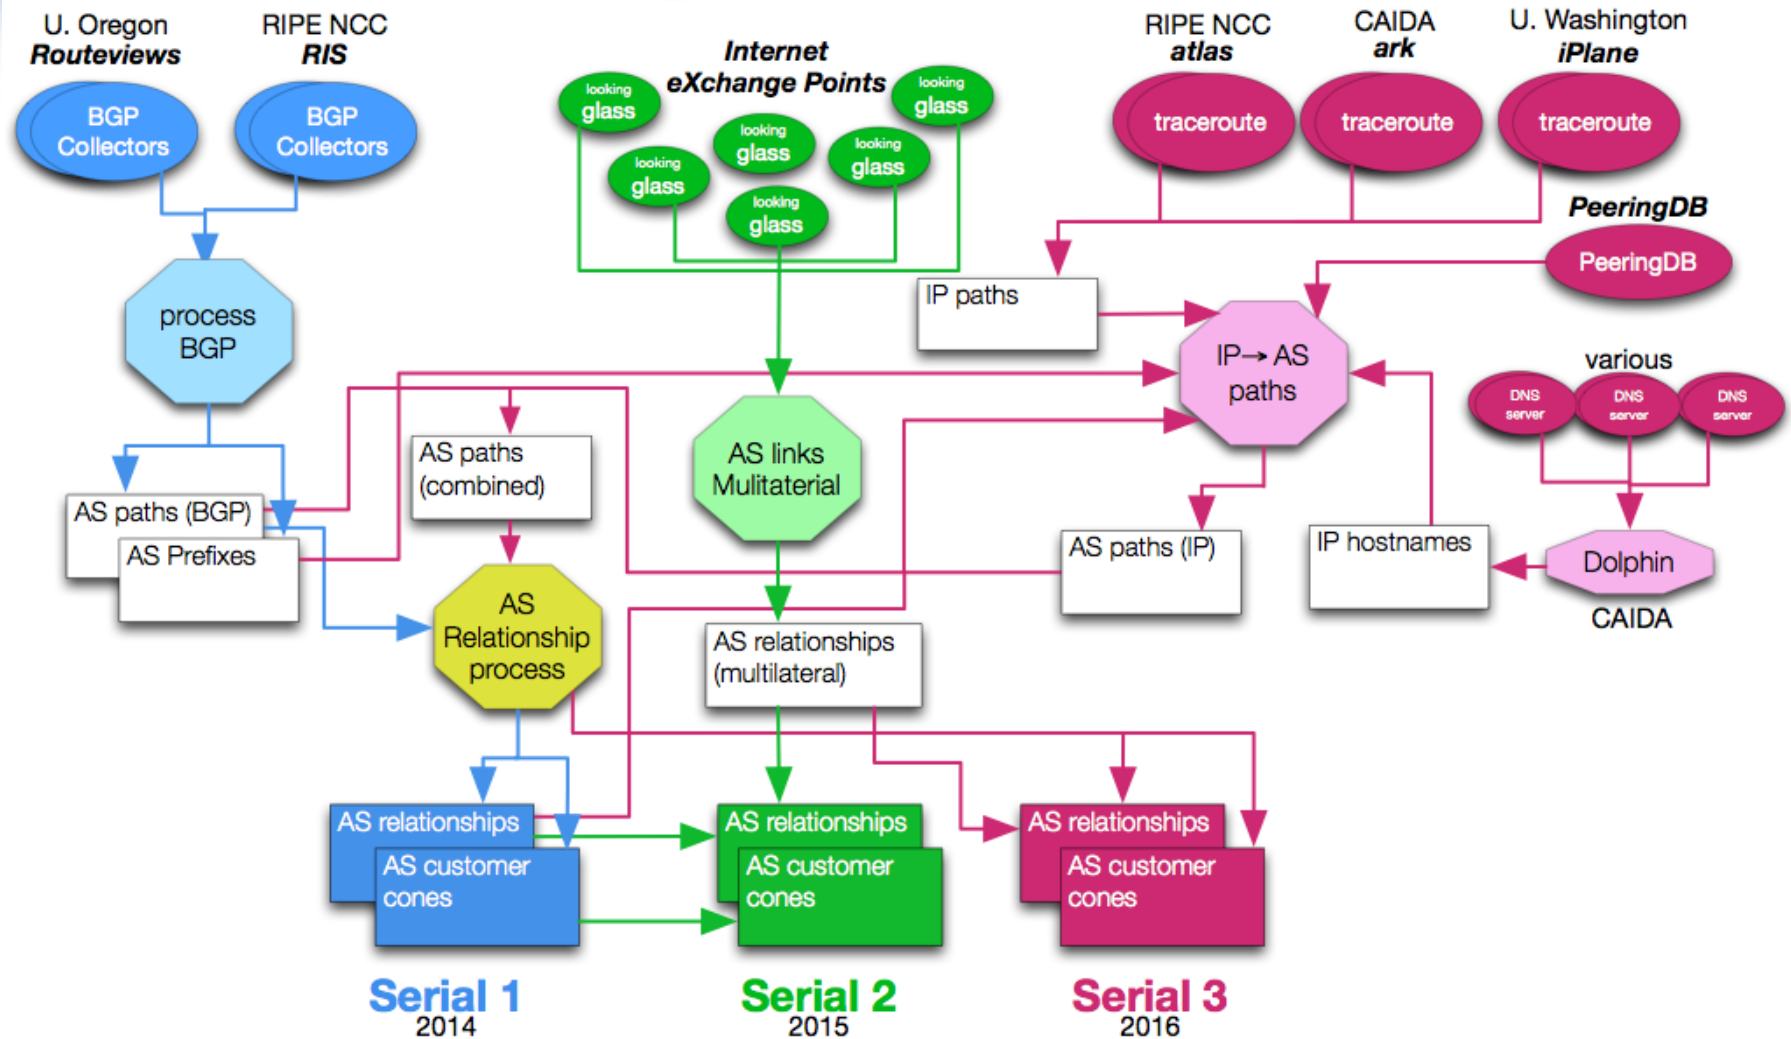 U. Oregon
Routeviews
RIPE NCC
RIS
BGP
Collectors
BGP
Collectors
Internet
eXchange Points
looking
glass
looking
glass
looking
glass
looking
glass
looking
glass
looking
glass
RIPE NCC
atlas
CAIDA
ark
U. Washington
iPlane
traceroute
traceroute
traceroute
PeeringDB
PeeringDB
process
BGP
IP paths
IP→ AS
paths
various
DNS
server
DNS
server
DNS
server
AS paths
(combined)
AS links
Mulitaterial
AS paths (BGP)
AS Prefixes
AS paths (IP)
IP hostnames
Dolphin
CAIDA
AS
Relationship
process
AS relationships
(multilateral)
AS relationships
AS customer
cones
AS relationships
AS customer
cones
AS relationships
AS customer
cones
Serial 1
2014
Serial 2
2015
Serial 3
2016